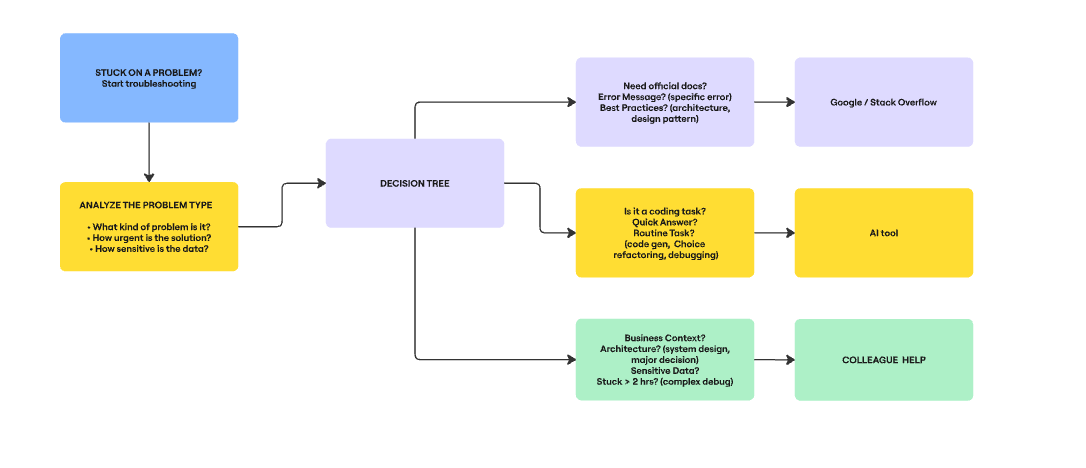 STUCK ON A PROBLEM?
Start troubleshooting
ANALYZE THE PROBLEM TYPE
• What kind of problem is it?
• How urgent is the solution?
• How sensitive is the data?
DECISION TREE
Need official docs?
Error Message? (specific error)
Best Practices? (architecture,
design pattern)
Google / Stack Overflow
Is it a coding task?
Quick Answer?
Routine Task?
(code gen, Choice
refactoring, debugging)
AI tool
Business Context?
Architecture? (system design,
major decision)
Sensitive Data?
Stuck > 2 hrs? (complex debug)
COLLEAGUE HELP